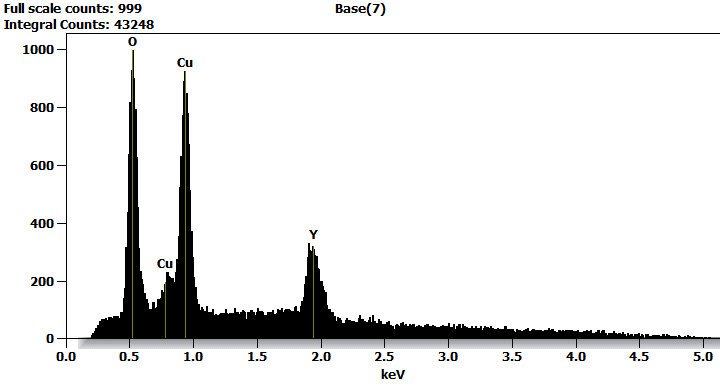 Full scale counts: 999
Base(7)
Integral Counts: 43248
1000
O
Cu
800
600
400
Y
Cu
200
0
0.0 0.5 1.0 1.5 2.0 2.5 3.0 3.5 4.0 4.5 5.0
keV